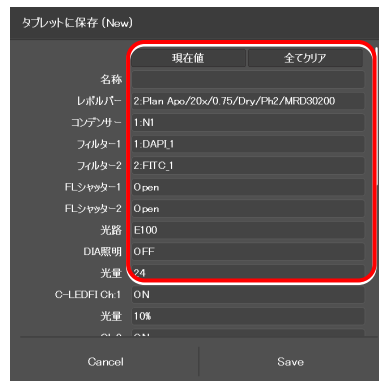 タブレットに保存 (New)
現在値 全てクリア
名称
レボルバー 2:Plan Apo/20x/0.75/Dry/Ph2/MRD30200
コンデンサー 1:N1
フィルター1 1:DAPI_1
フィルター2 2:FITC_1
FLシャッター1 Open
FLシャッター2 Open
光路 E100
DIA照明 OFF
光量 24
C-LEDFI Ch:1 ON
光量 10%
Cancel Save